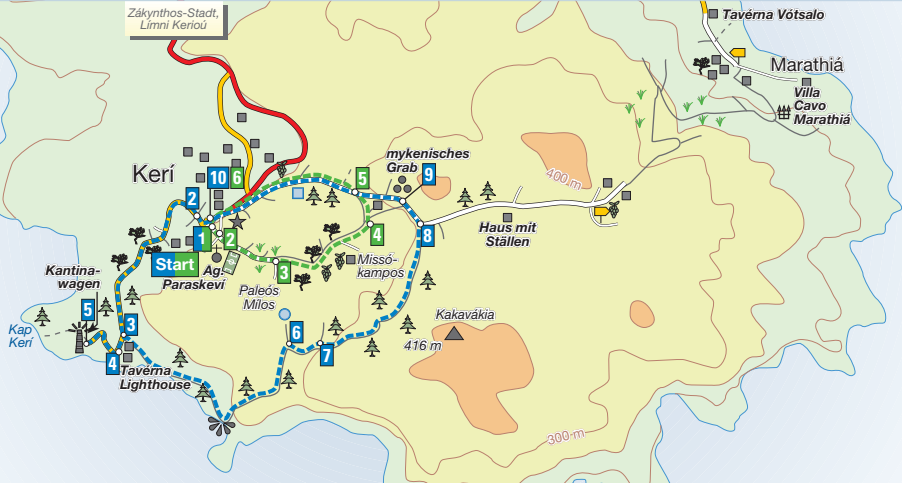 Zákynthos-Stadt,
Límni Kerioú
Tavérna Vótsalo
Marathiá
Villa
Cavo
Marathiá
mykenisches
Grab
Kerí
400 m
10
6
5
9
2
1
2
4
8
Haus mit
Ställen
Start
3
Ag.
Paraskeví
Missó-
kampos
Kantina-
wagen
Paleós
Mílos
5
3
Kap
Kerí
6
7
Kakavákia
416 m
4
Tavérna
Lighthouse
300 m